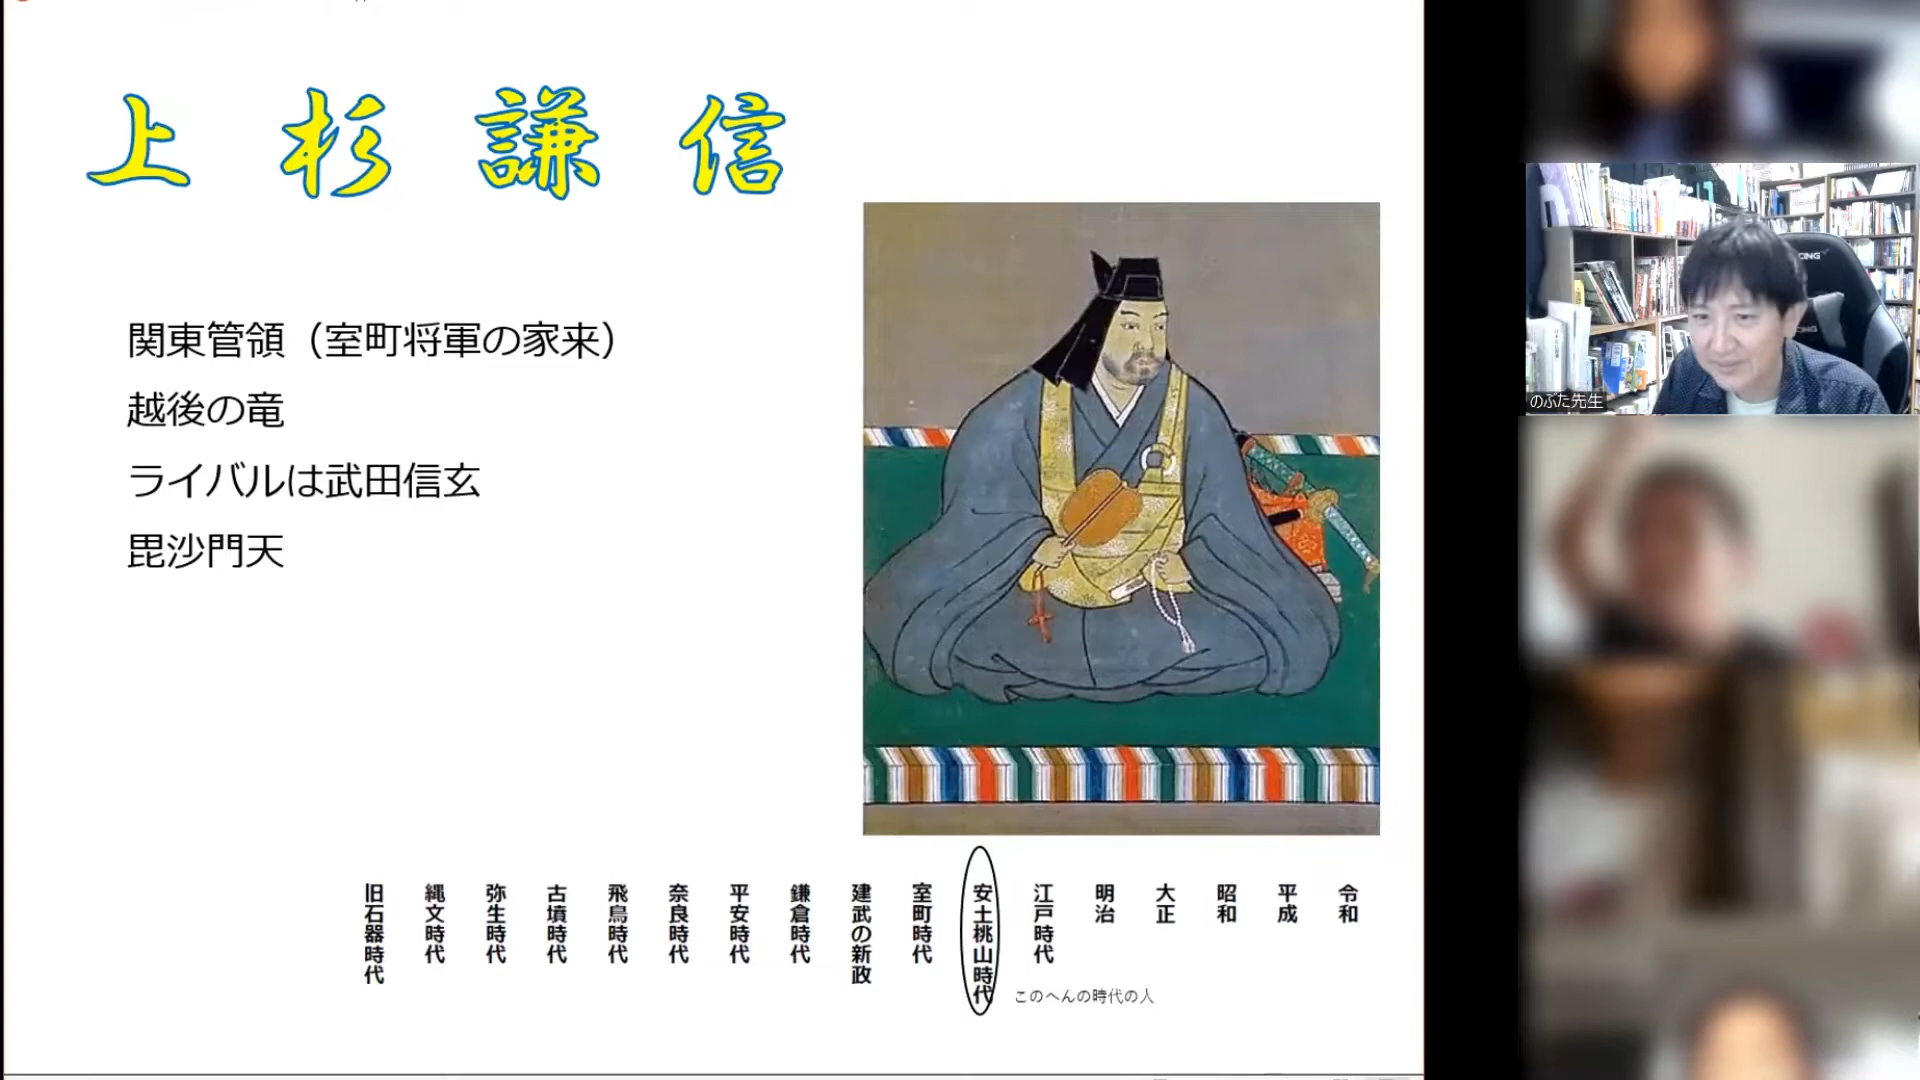 上杉謙信
関東管領（室町将軍の家来）
越後の竜
ライバルは武田信玄
毘沙門天
旧石器時代
縄文時代
弥生時代
古墳時代
飛鳥時代
奈良時代
平安時代
鎌倉時代
建武の新政
室町時代
安土桃山時代
江戸時代
明治
大正
昭和
平成
令和
このへんの時代の人
のぶた先生